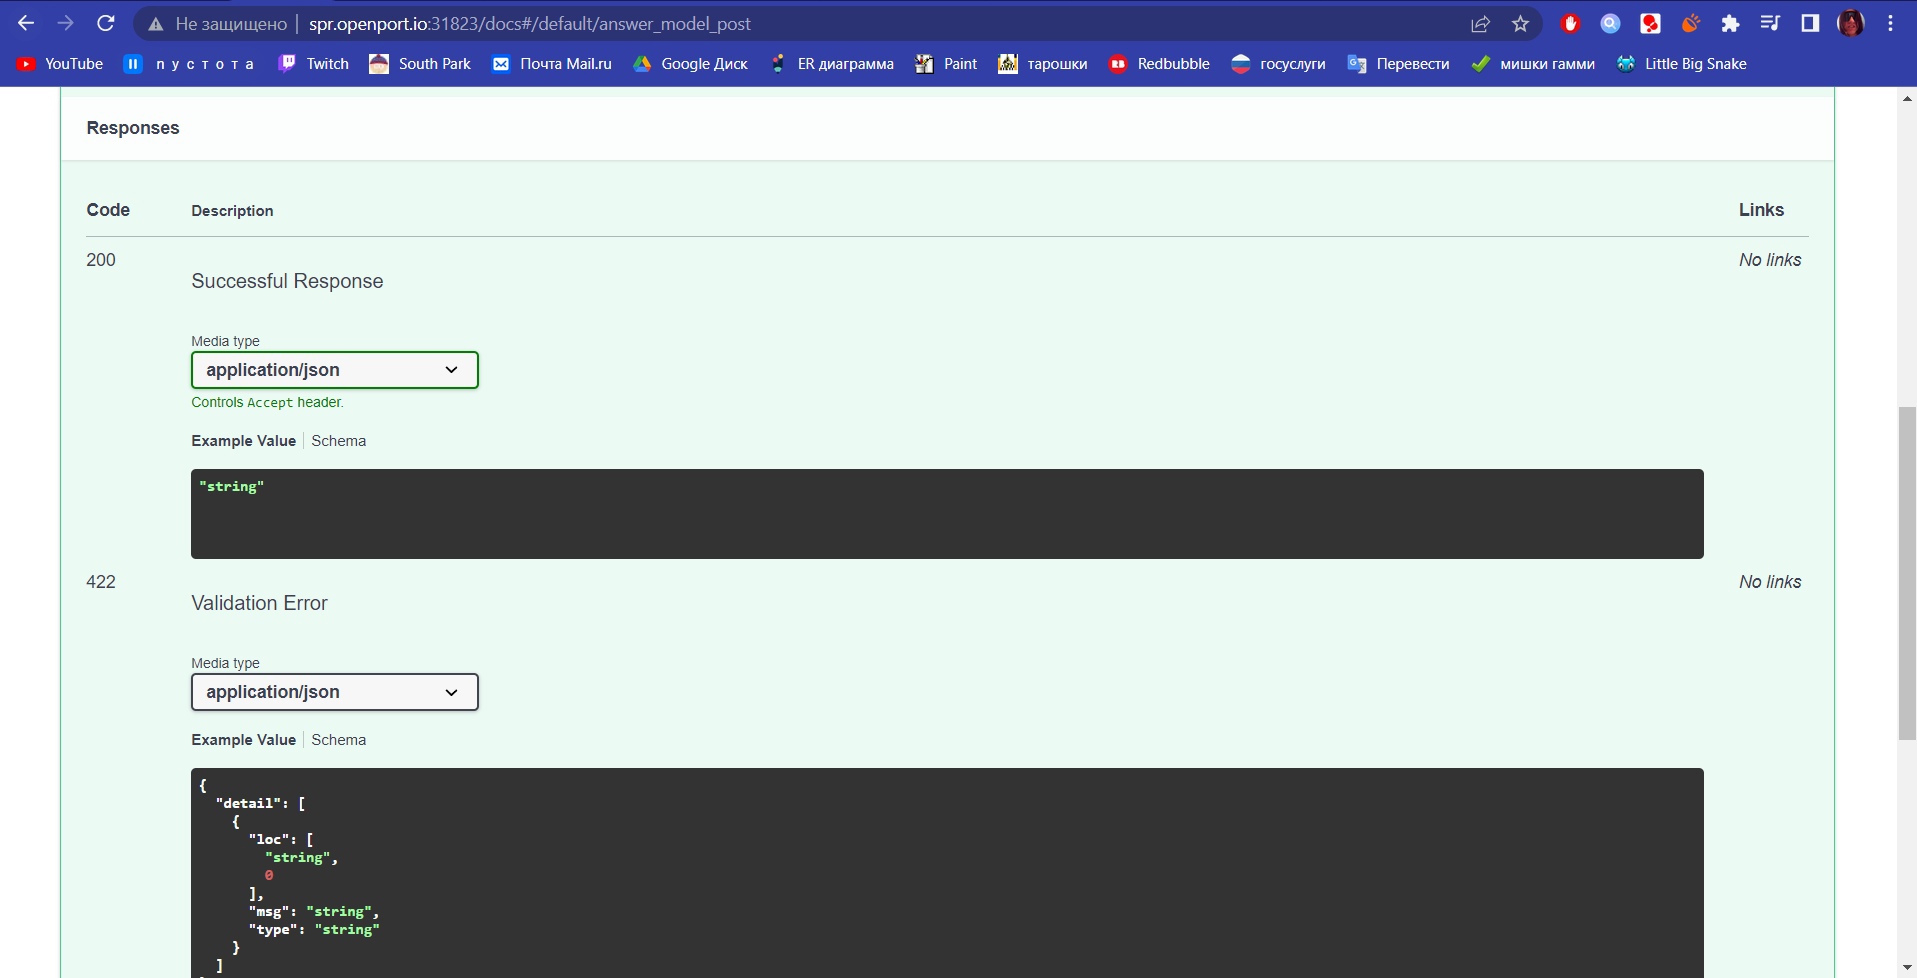 Не защищено | spr.openport.io:31823/docs#/default/answer_model_post
YouTube п у с т о т а Twitch South Park Почта Mail.ru Google Диск ER диаграмма Paint тарошки Redbubble госуслуги Перевести мишки гамми Little Big Snake
Responses
Code Description Links
200 No links
Successful Response
Media type
application/json
Controls Accept header.
Example Value | Schema
"string"
422 No links
Validation Error
Media type
application/json
Example Value | Schema
{
"detail": [
{
"loc": [
"string",
0
],
"msg": "string",
"type": "string"
}
]